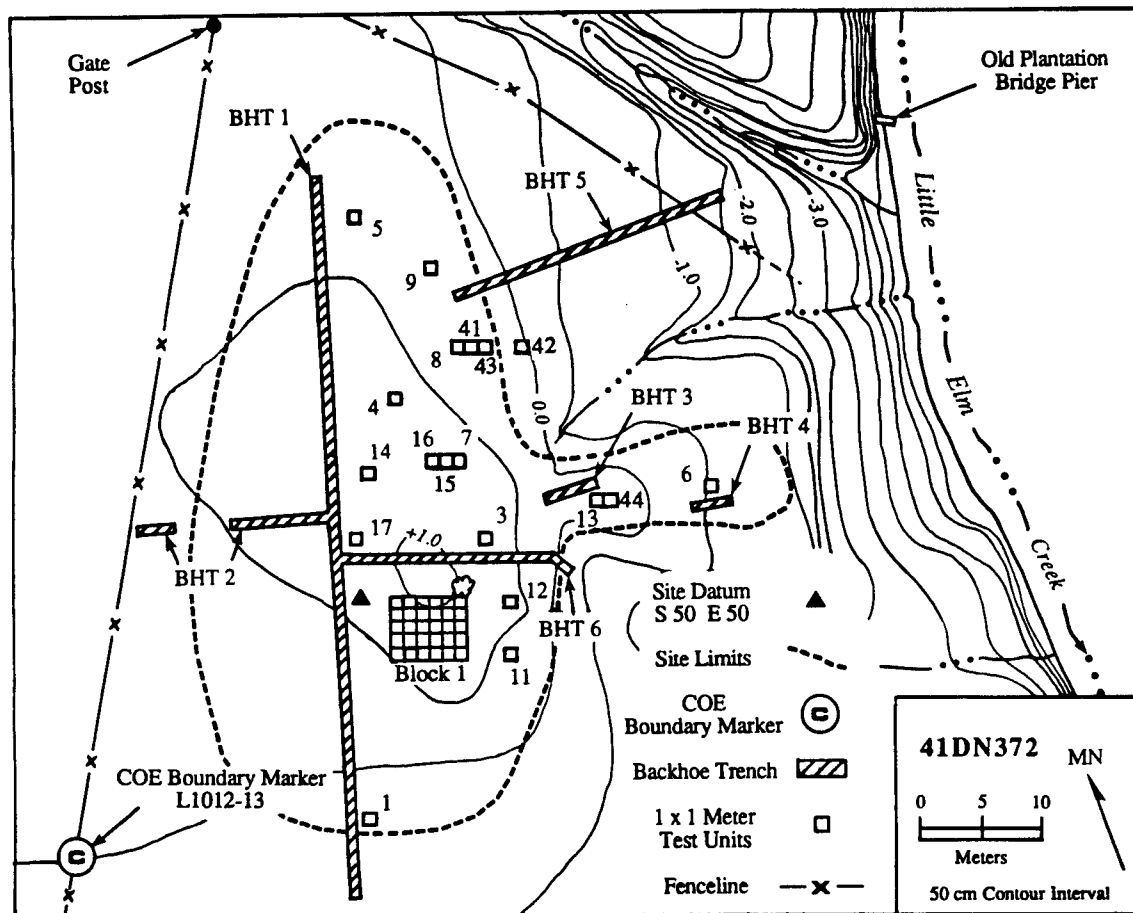 Gate
Post
Old Plantation
Bridge Pier
BHT 1
BHT 5
Little
Elm
Creek
-1.0
-2.0
-3.0
5
9
41
8
43
42
0.0
4
BHT 3
BHT 4
16
7
14
15
6
44
13
17
3
+1.0
BHT 2
12
BHT 6
Block 1
11
Site Datum
S 50 E 50
Site Limits
COE
Boundary Marker
C
Backhoe Trench
1 x 1 Meter
Test Units
Fenceline
COE Boundary Marker
L1012-13
C
1
41DN372
MN
0 5 10
Meters
50 cm Contour Interval